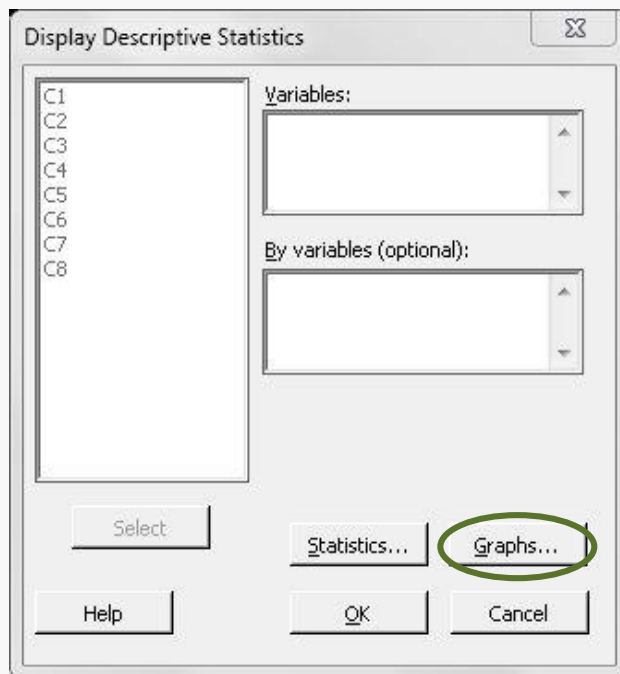 Display Descriptive Statistics
C1
C2
C3
C4
C5
C6
C7
C8
Variables:
By variables (optional):
Select
Statistics...
Graphs...
Help
OK
Cancel